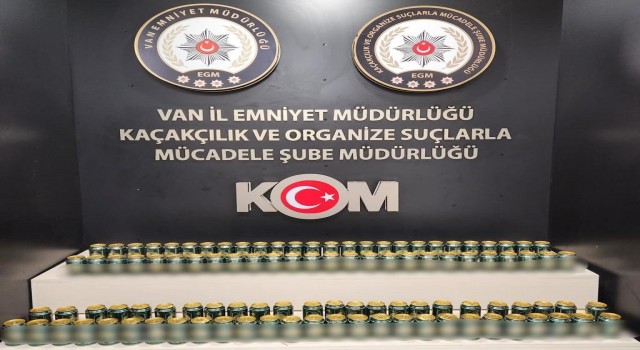 VAN EMNİYET MÜDÜRLÜĞÜ
EGM
KAÇAKÇILIK VE ORGANİZE SUÇLARLA MÜCADELE ŞUBE MÜDÜRLÜĞÜ
EGM
VAN İL EMNİYET MÜDÜRLÜĞÜ
KAÇAKÇILIK VE ORGANİZE SUÇLARLA
MÜCADELE ŞUBE MÜDÜRLÜĞÜ
KOM